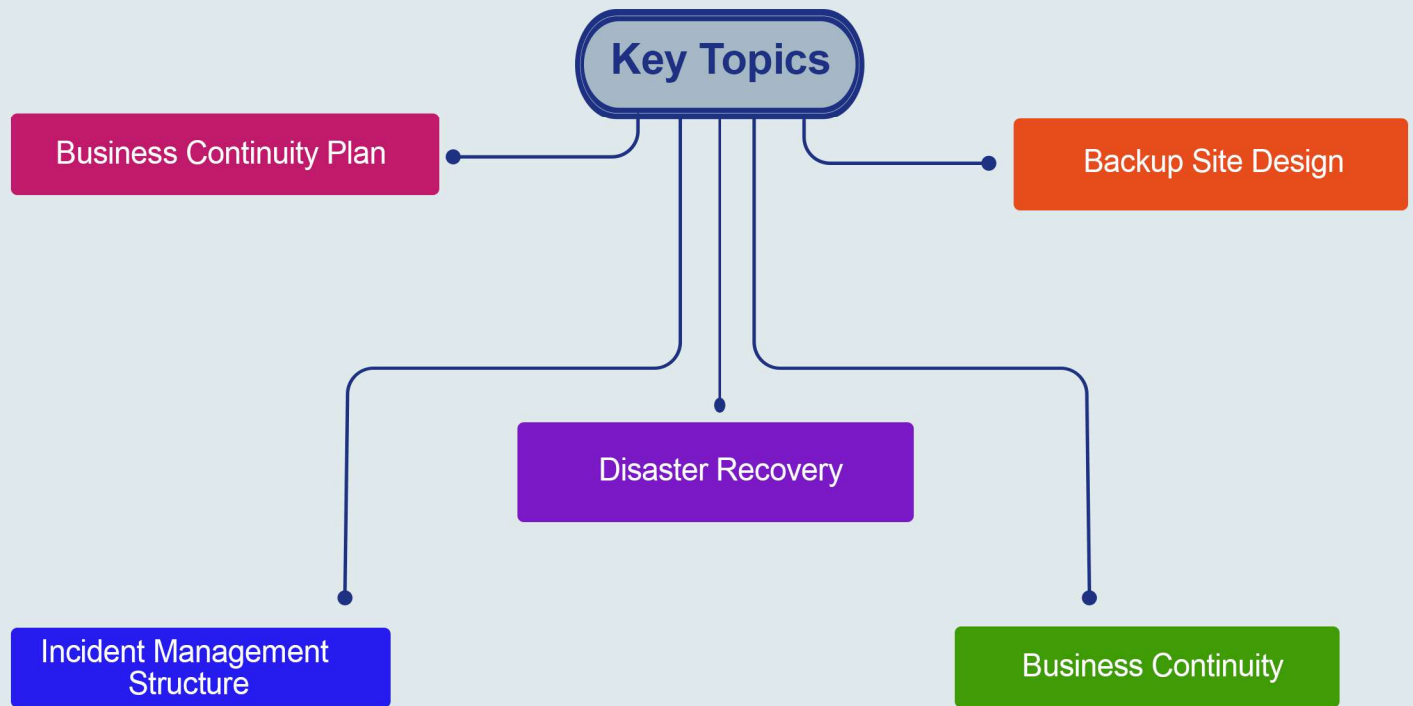 Key Topics
Business Continuity Plan
Backup Site Design
Disaster Recovery
Incident Management
Structure
Business Continuity